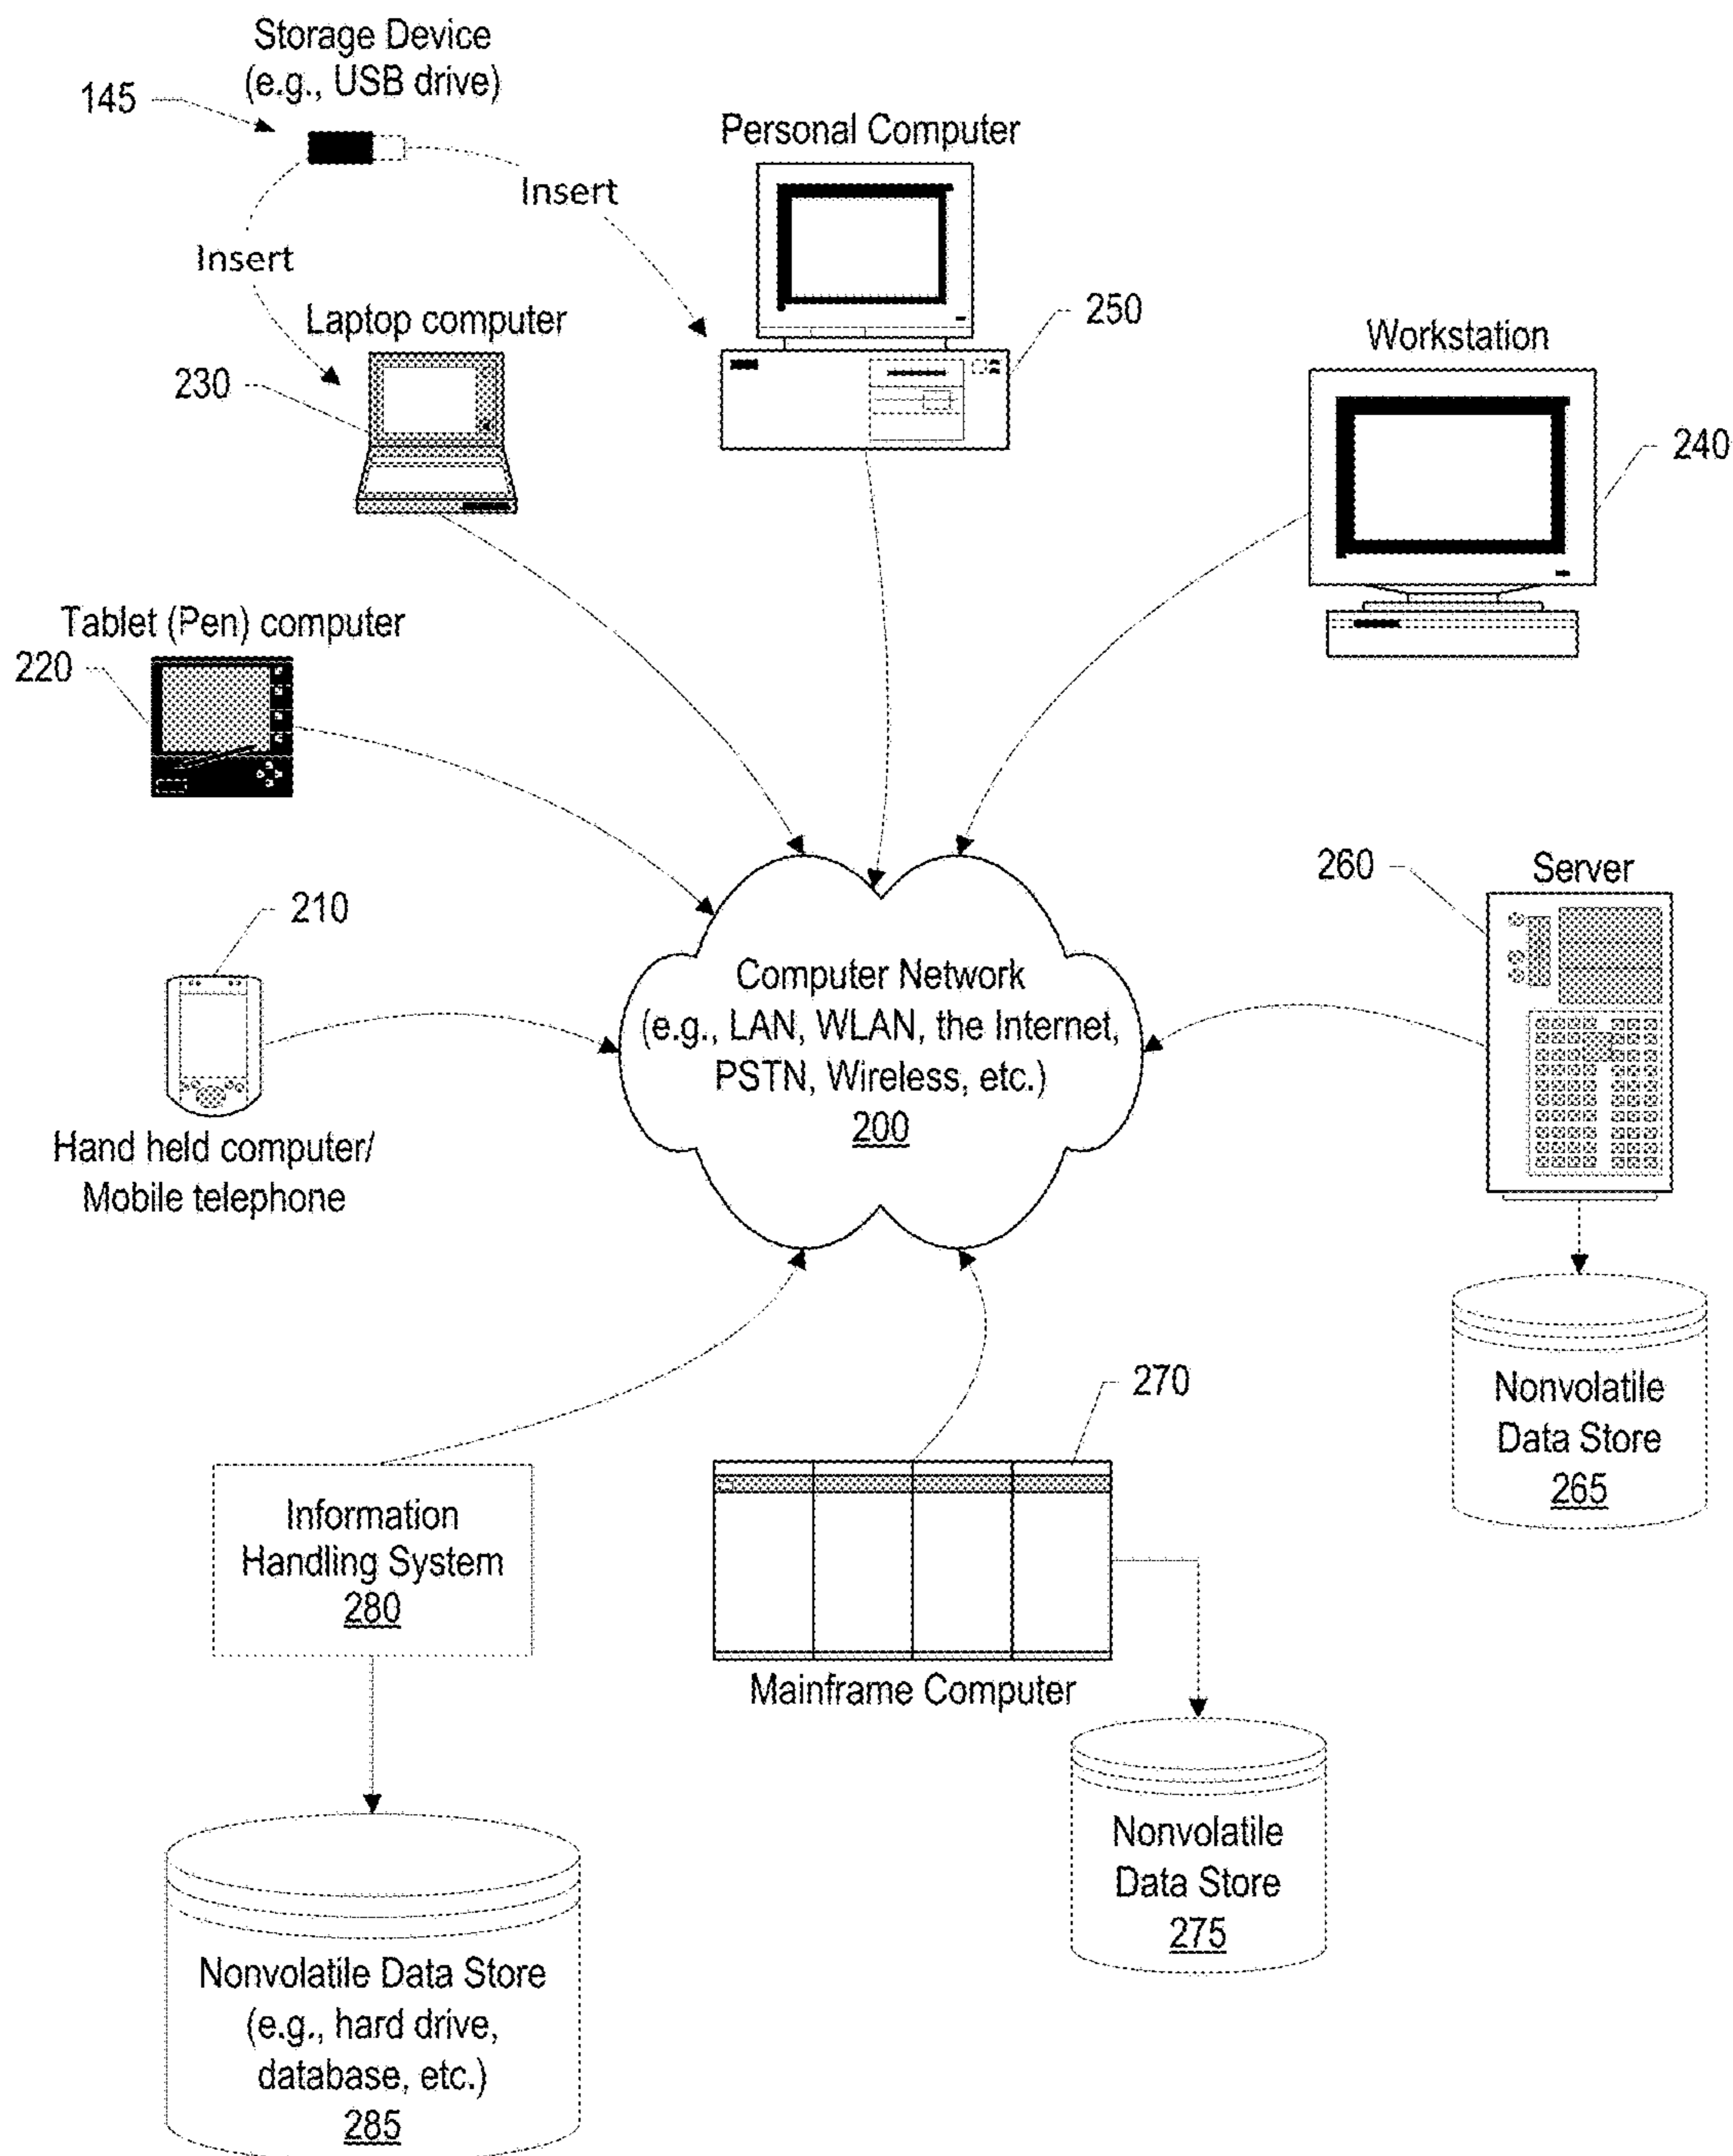 Storage Device
(e.g., USB drive)
145
Insert
Insert
Personal Computer
250
Laptop computer
230
Workstation
240
Tablet (Pen) computer
220
210
Hand held computer/
Mobile telephone
Computer Network
(e.g., LAN, WLAN, the Internet,
PSTN, Wireless, etc.)
200
260
Server
Nonvolatile
Data Store
265
270
Mainframe Computer
Nonvolatile
Data Store
275
Information
Handling System
280
Nonvolatile Data Store
(e.g., hard drive,
database, etc.)
285